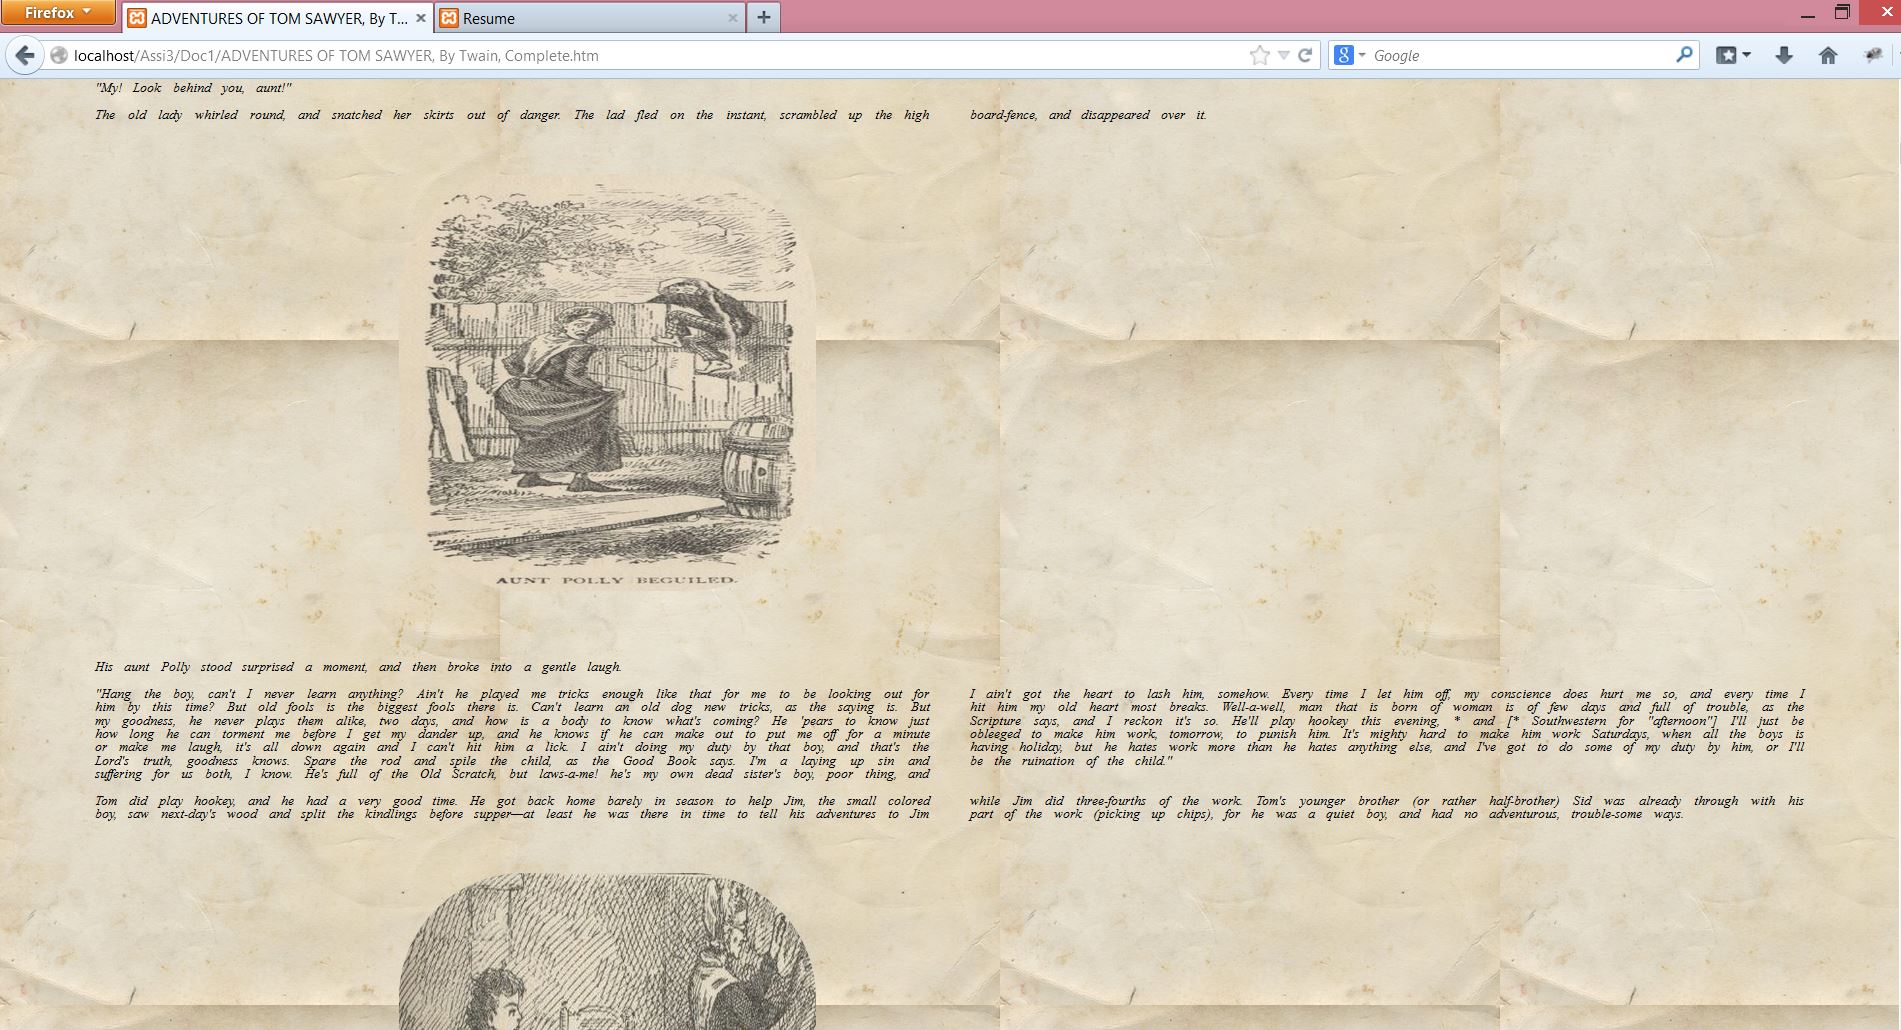 Firefox
ADVENTURES OF TOM SAWYER, By T...
Resume
localhost/Assi3/Doc1/ADVENTURES OF TOM SAWYER, By Twain, Complete.htm
Google
"My! Look behind you, aunt!"
The old lady whirled round, and snatched her skirts out of danger. The lad fled on the instant, scrambled up the high
board-fence, and disappeared over it.
AUNT POLLY BEGUILED.
His aunt Polly stood surprised a moment, and then broke into a gentle laugh.
"Hang the boy, can't I never learn anything? Ain't he played me tricks enough like that for me to be looking out for
him by this time? But old fools is the biggest fools there is. Can't learn an old dog new tricks, as the saying is. But
my goodness, he never plays them alike, two days, and how is a body to know what's coming? He 'pears to know just
how long he can torment me before I get my dander up, and he knows if he can make out to put me off for a minute
or make me laugh, it's all down again and I can't hit him a lick. I ain't doing my duty by that boy, and that's the
Lord's truth, goodness knows. Spare the rod and spile the child, as the Good Book says. I'm a laying up sin and
suffering for us both, I know. He's full of the Old Scratch, but laws-a-me! he's my own dead sister's boy, poor thing, and
I ain't got the heart to lash him, somehow. Every time I let him off, my conscience does hurt me so, and every time I
hit him my old heart most breaks. Well-a-well, man that is born of woman is of few days and full of trouble, as the
Scripture says, and I reckon it's so. He'll play hookey this evening, * and [* Southwestern for "afternoon"] I'll just be
obleeged to make him work, tomorrow, to punish him. It's mighty hard to make him work Saturdays, when all the boys is
having holiday, but he hates work more than he hates anything else, and I've got to do some of my duty by him, or I'll
be the ruination of the child."
Tom did play hookey, and he had a very good time. He got back home barely in season to help Jim, the small colored
boy, saw next-day's wood and split the kindlings before supper—at least he was there in time to tell his adventures to Jim
while Jim did three-fourths of the work. Tom's younger brother (or rather half-brother) Sid was already through with his
part of the work (picking up chips), for he was a quiet boy, and had no adventurous, trouble-some ways.